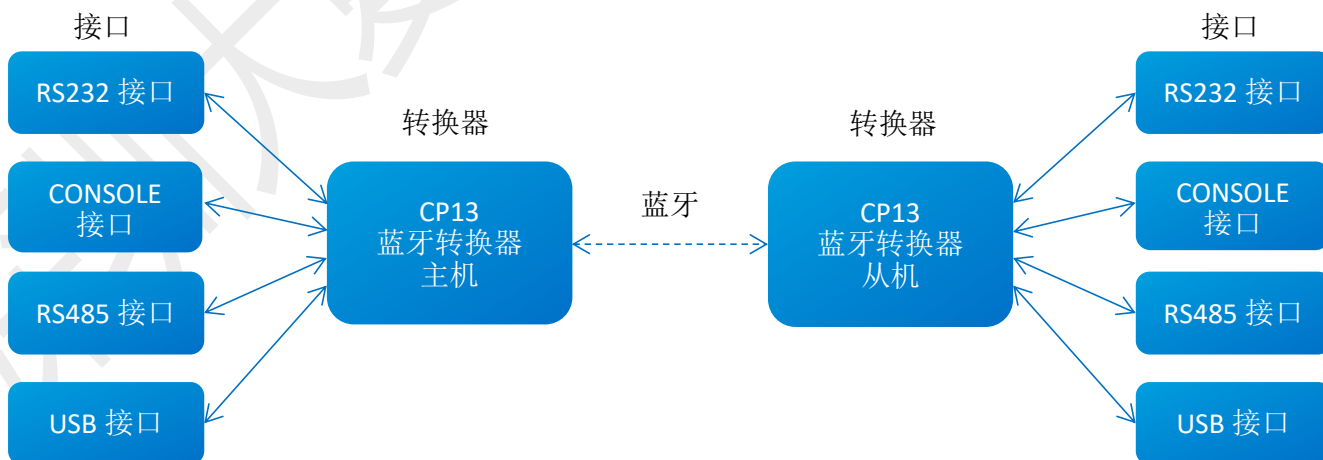 接口
RS232 接口
CONSOLE
接口
RS485 接口
USB 接口
转换器
CP13
蓝牙转换器
主机
蓝牙
转换器
CP13
蓝牙转换器
从机
接口
RS232 接口
CONSOLE
接口
RS485 接口
USB 接口